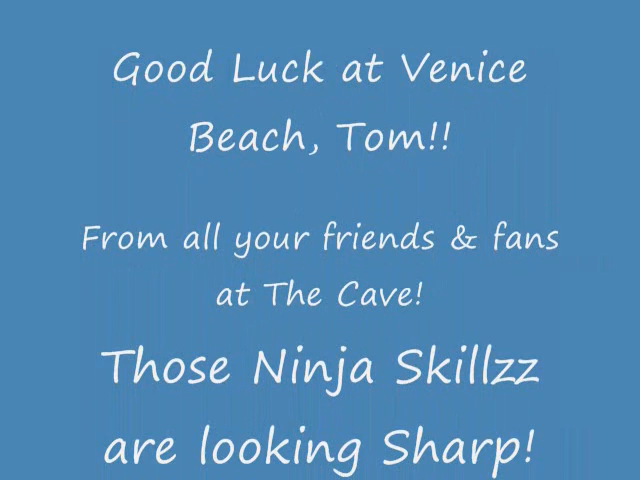 Good Luck at Venice
Beach, Tom!!
From all your friends & fans
at The Cave!
Those Ninja Skillzz
are looking Sharp!